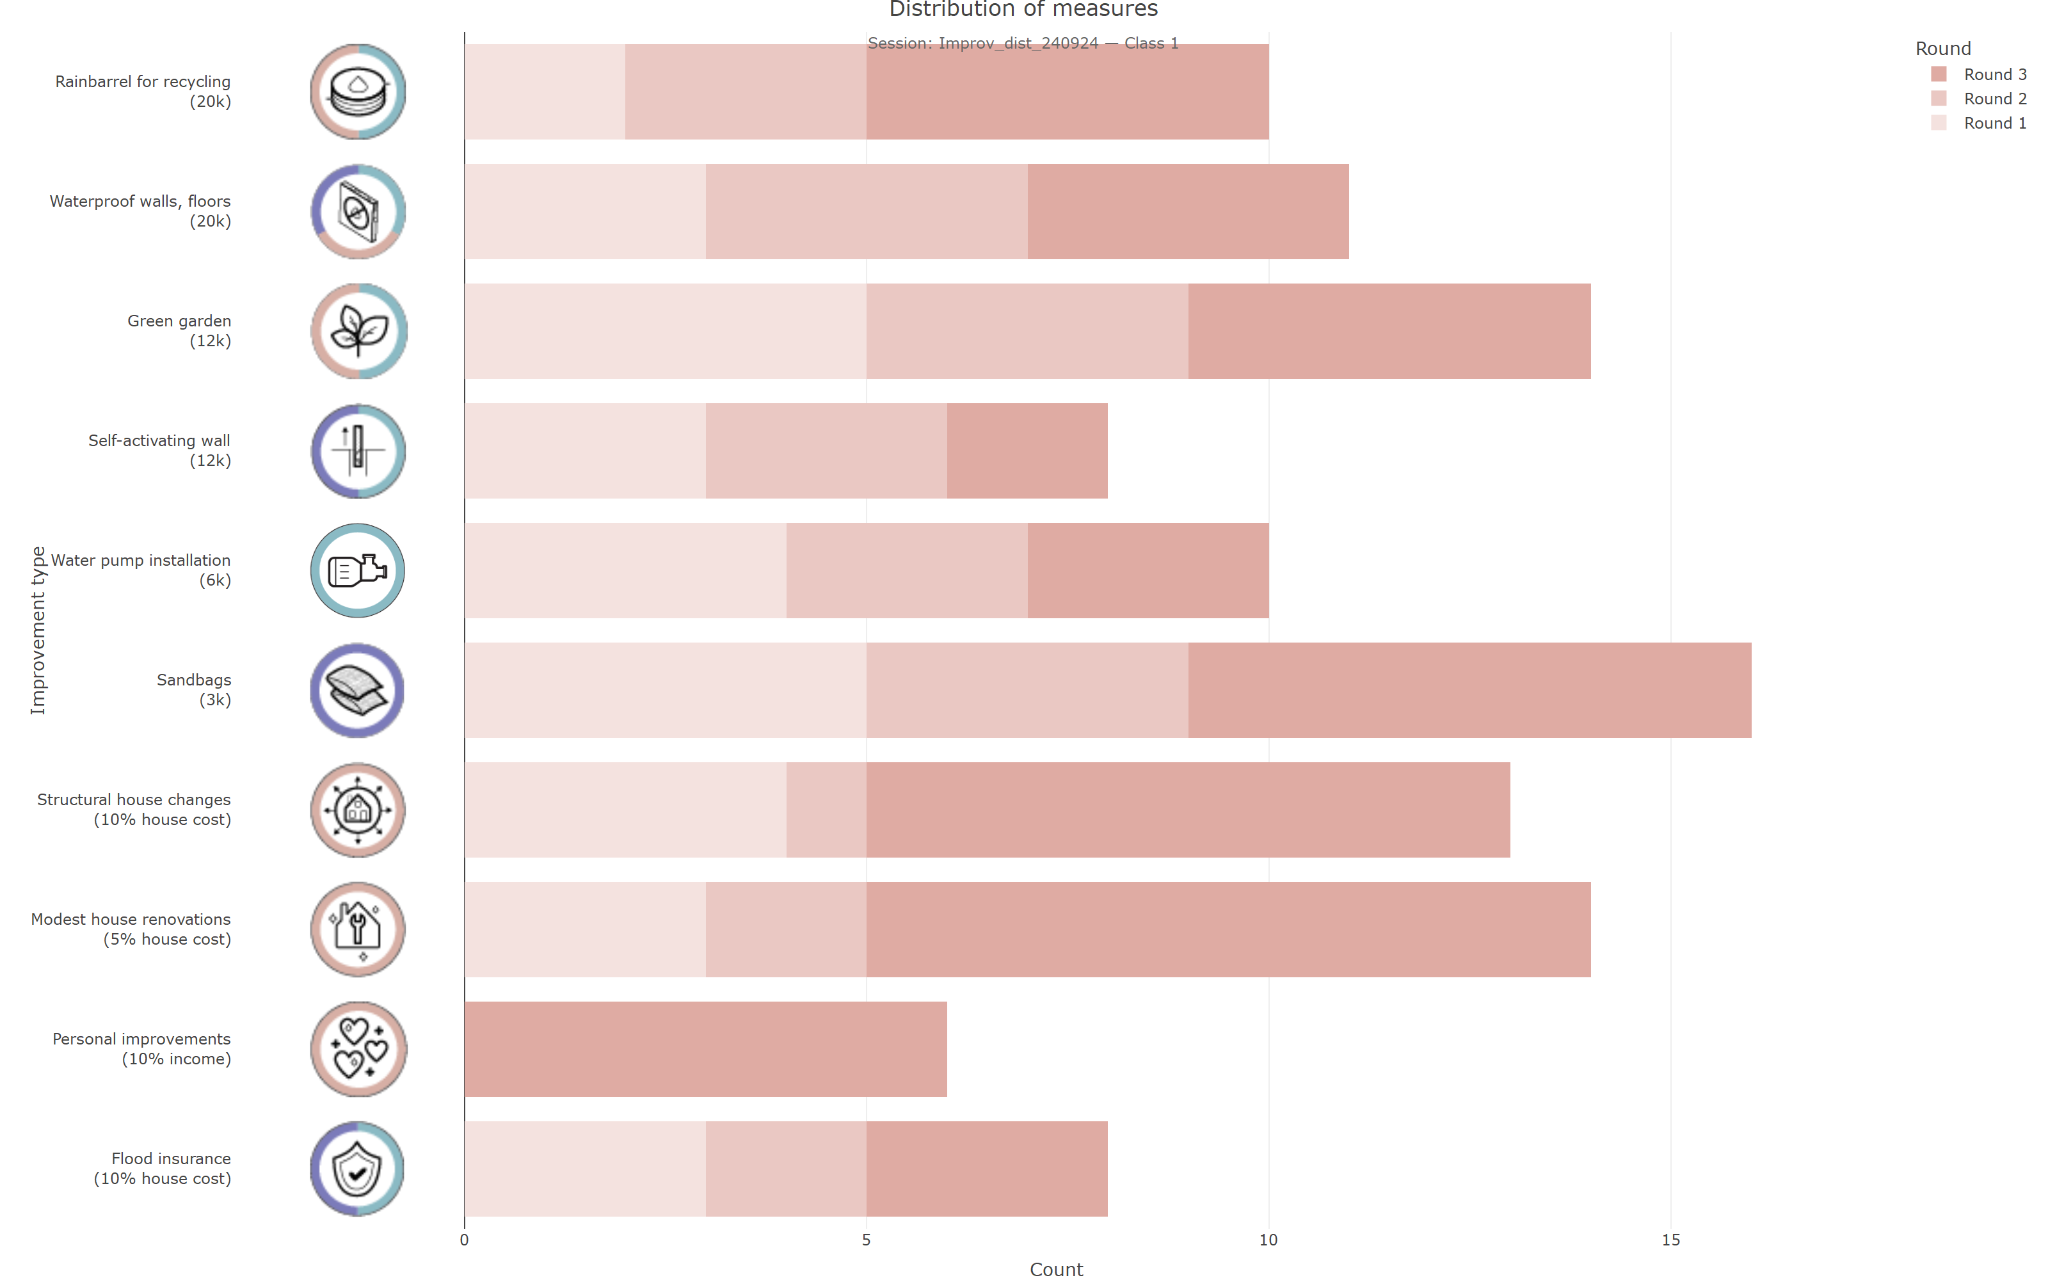 Distribution of measures
Session: Improv_dist_240924 — Class 1
Round
Round 3
Round 2
Round 1
Improvement type
Rainbarrel for recycling
(20k)
Waterproof walls, floors
(20k)
Green garden
(12k)
Self-activating wall
(12k)
Water pump installation
(6k)
Sandbags
(3k)
Structural house changes
(10% house cost)
Modest house renovations
(5% house cost)
Personal improvements
(10% income)
Flood insurance
(10% house cost)
0 5 10 15
Count